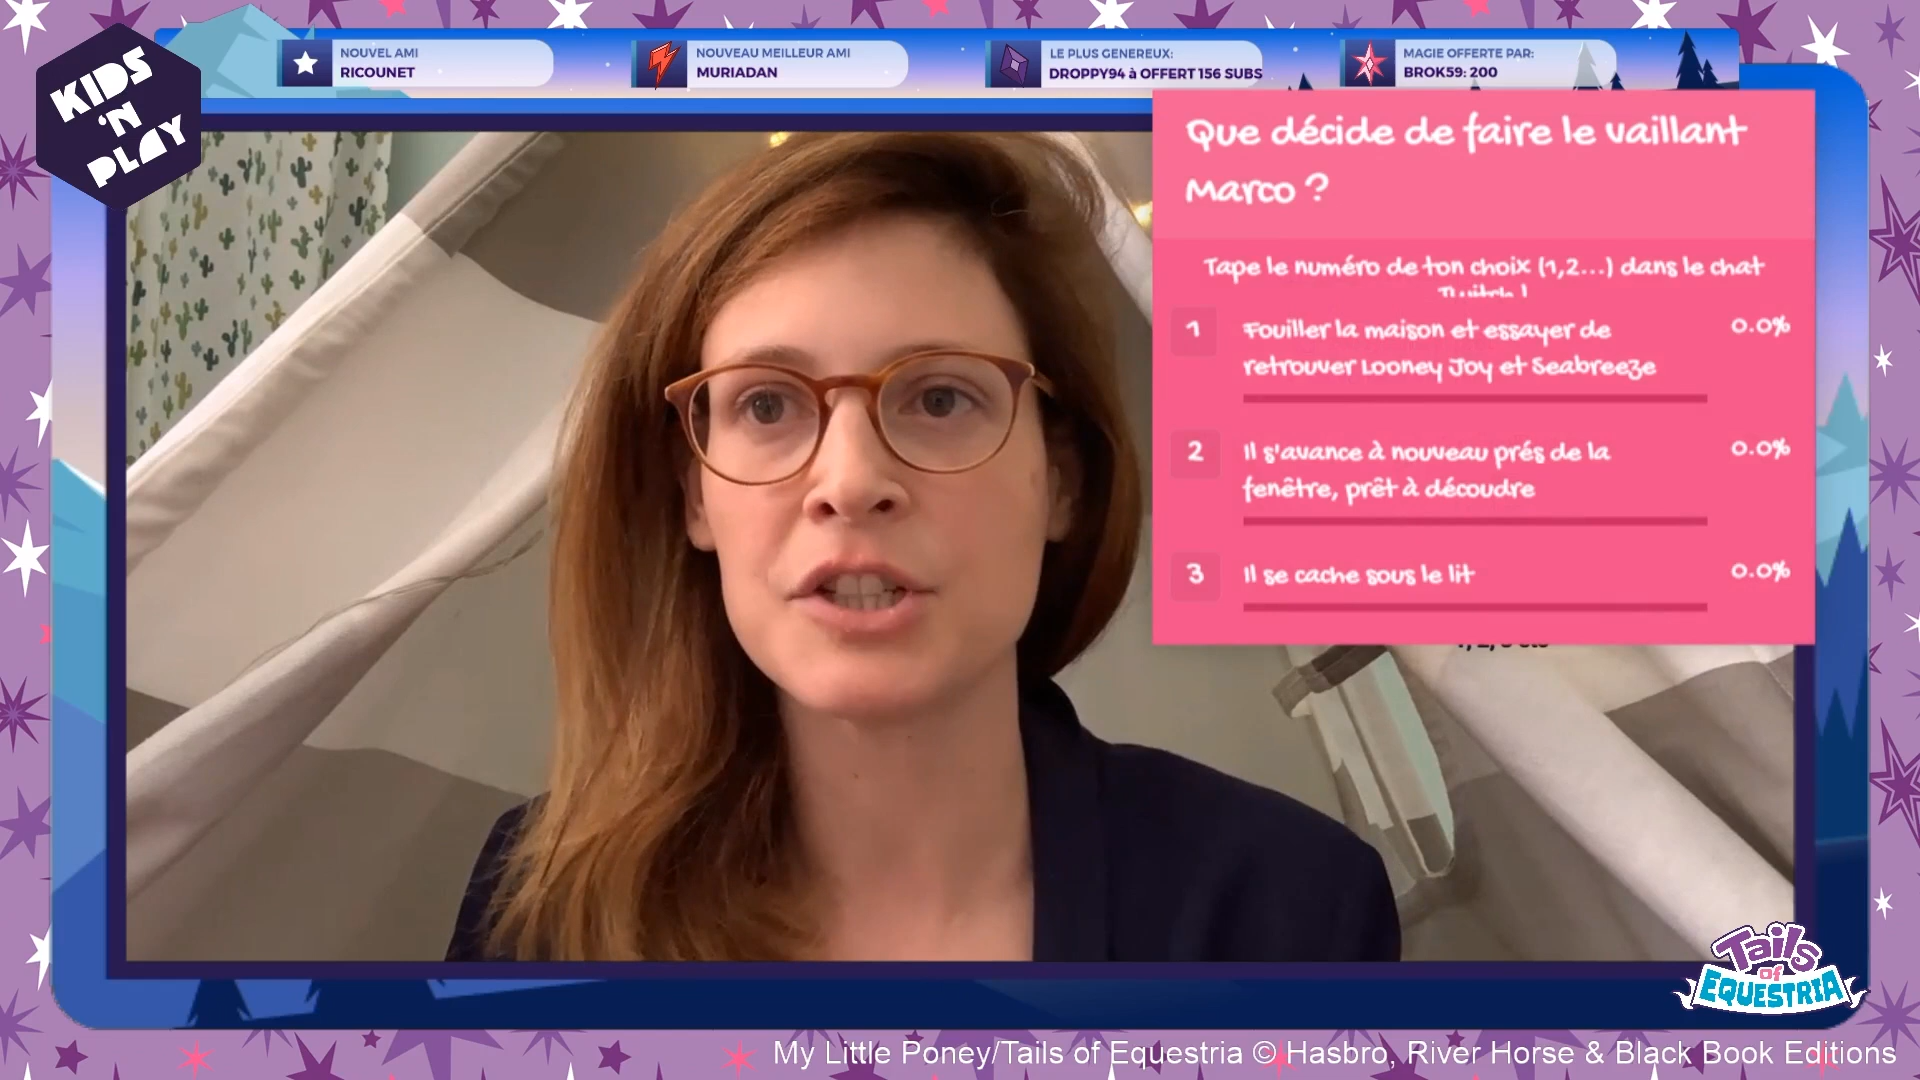 KIDS
'N
PLAY
NOUVEL AMI
RICOUNET
NOUVEAU MEILLEUR AMI
MURIADAN
LE PLUS GENEREUX:
DROPPY94 à OFFERT 156 SUBS
MAGIE OFFERTE PAR:
BROK59: 200
Que décide de faire le vaillant
Marco ?
Tape le numéro de ton choix (1,2...) dans le chat
1 Fouiller la maison et essayer de 0.0%
retrouver Looney Joy et Seabreeze
2 Il s'avance à nouveau prés de la 0.0%
fenêtre, prêt à découdre
3 Il se cache sous le lit 0.0%
Tails
of
EQUESTRIA
My Little Poney/Tails of Equestria © Hasbro, River Horse & Black Book Editions